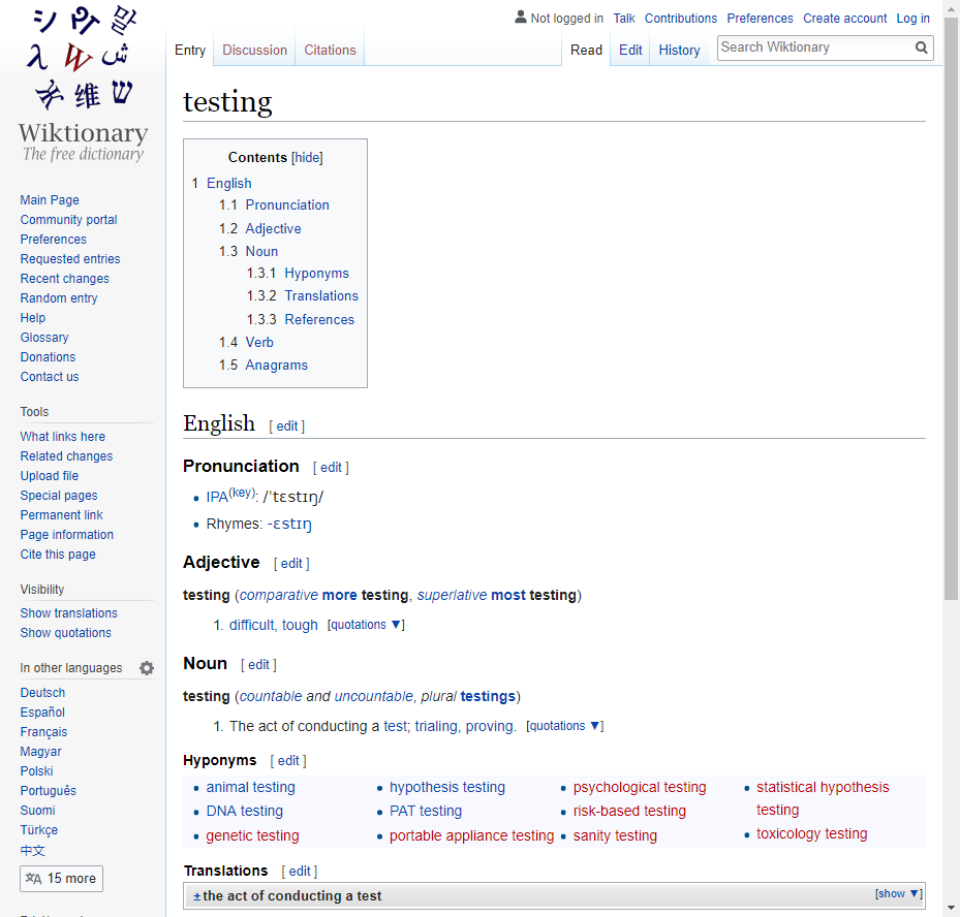 Not logged in Talk Contributions Preferences Create account Log in
Entry Discussion Citations Read Edit History Search Wiktionary
Wiktionary
The free dictionary
Main Page
Community portal
Preferences
Requested entries
Recent changes
Random entry
Help
Glossary
Donations
Contact us
Tools
What links here
Related changes
Upload file
Special pages
Permanent link
Page information
Cite this page
Visibility
Show translations
Show quotations
In other languages
Deutsch
Español
Français
Magyar
Polski
Português
Suomi
Türkçe
中文
15 more
testing
Contents [hide]
1 English
1.1 Pronunciation
1.2 Adjective
1.3 Noun
1.3.1 Hyponyms
1.3.2 Translations
1.3.3 References
1.4 Verb
1.5 Anagrams
English [ edit ]
Pronunciation [ edit ]
• IPA(key): /ˈtɛstɪŋ/
• Rhymes: -ɛstɪŋ
Adjective [ edit ]
testing (comparative more testing, superlative most testing)
1. difficult, tough [quotations ▼]
Noun [ edit ]
testing (countable and uncountable, plural testings)
1. The act of conducting a test; trialing, proving. [quotations ▼]
Hyponyms [ edit ]
• animal testing
• DNA testing
• genetic testing
• hypothesis testing
• PAT testing
• portable appliance testing
• psychological testing
• risk-based testing
• sanity testing
• statistical hypothesis
testing
• toxicology testing
Translations [ edit ]
±the act of conducting a test [show ▼]